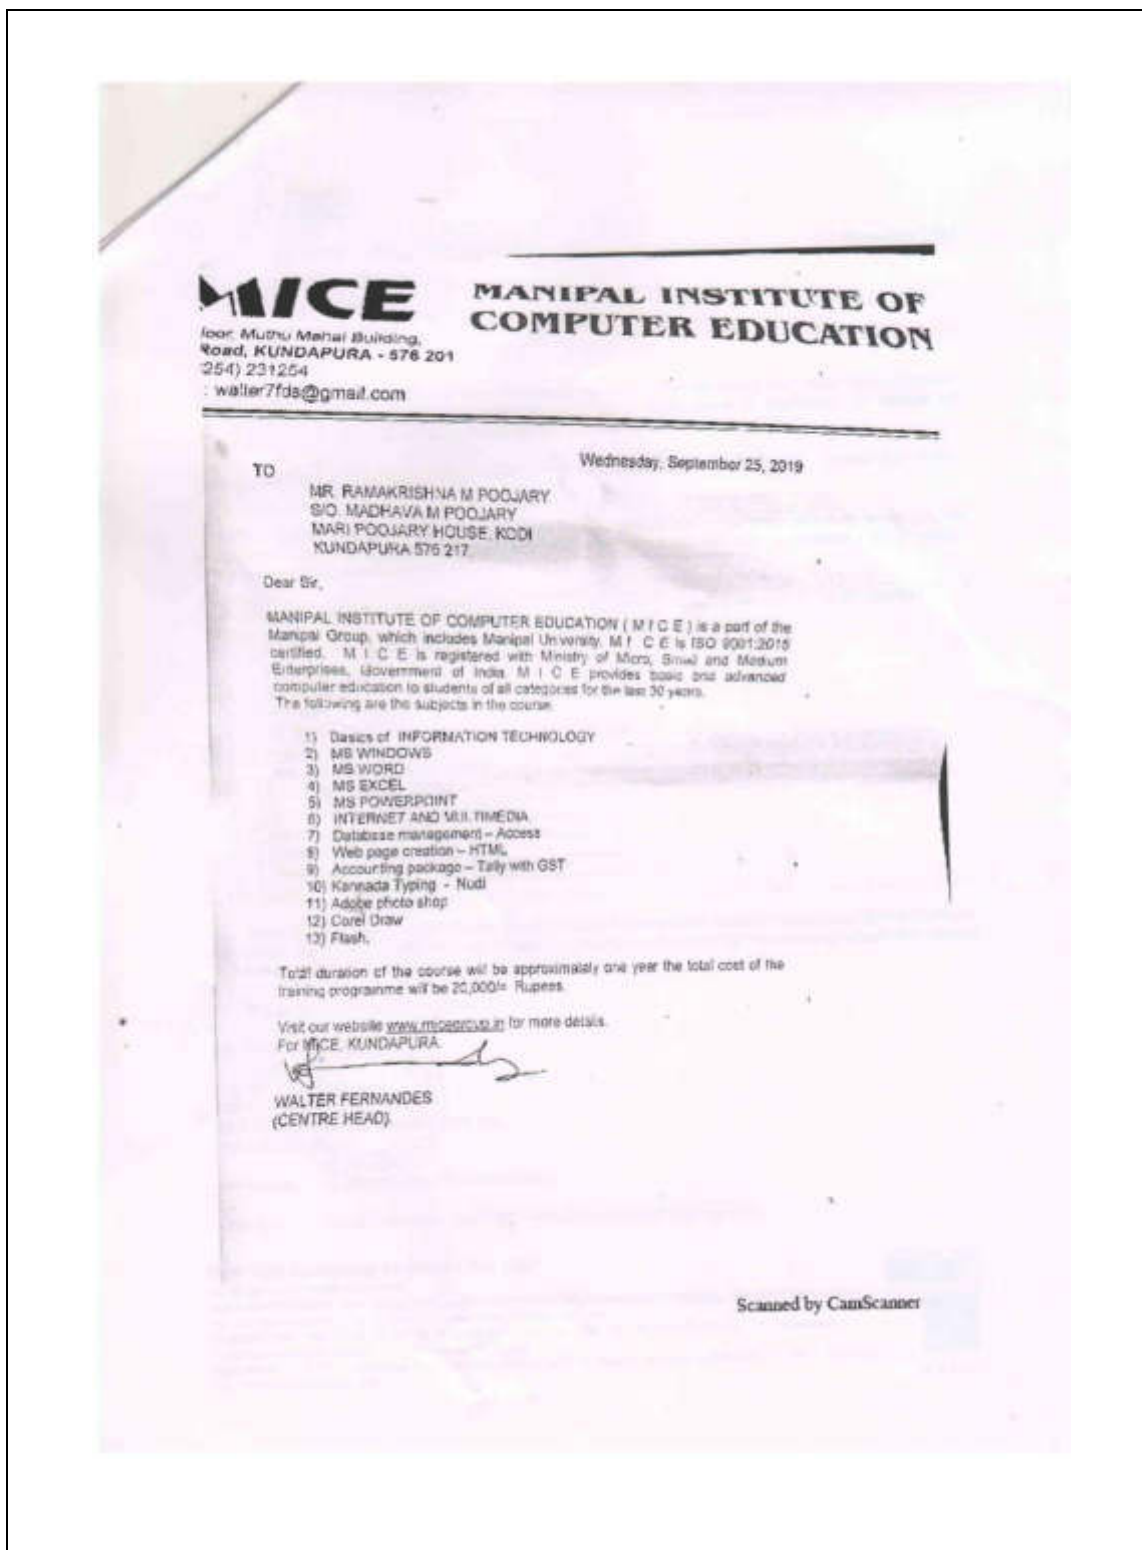 MICE
MANIPAL INSTITUTE OF
COMPUTER EDUCATION
loor, Muthu Mahal Building,
Road, KUNDAPURA - 576 201
254) 231254
: walter7fds@gmail.com
Wednesday, September 25, 2019
TO
MR. RAMAKRISHNA M POOJARY
S/O. MADHAVA M POOJARY
MARI POOJARY HOUSE, KODI
KUNDAPURA 576 217.
Dear Sir,
MANIPAL INSTITUTE OF COMPUTER EDUCATION ( M I C E ) is a part of the
Manipal Group, which includes Manipal University. M I C E is ISO 9001:2015
certified. M I C E is registered with Ministry of Micro, Small and Medium
Enterprises, Government of India. M I C E provides basic and advanced
computer education to students of all categories for the last 30 years.
The following are the subjects in the course.
1) Basics of INFORMATION TECHNOLOGY
2) MS WINDOWS
3) MS WORD
4) MS EXCEL
5) MS POWERPOINT
6) INTERNET AND MULTIMEDIA
7) Database management – Access
8) Web page creation – HTML
9) Accounting package – Tally with GST
10) Kannada Typing - Nudi
11) Adobe photo shop
12) Corel Draw
13) Flash.
Total duration of the course will be approximately one year the total cost of the
training programme will be 20,000/= Rupees.
Visit our website www.micegroup.in for more details.
For MICE, KUNDAPURA.
WALTER FERNANDES
(CENTRE HEAD).
Scanned by CamScanner